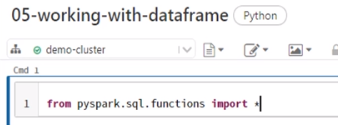 05-working-with-dataframe Python
demo-cluster
Cmd 1
1 from pyspark.sql.functions import *